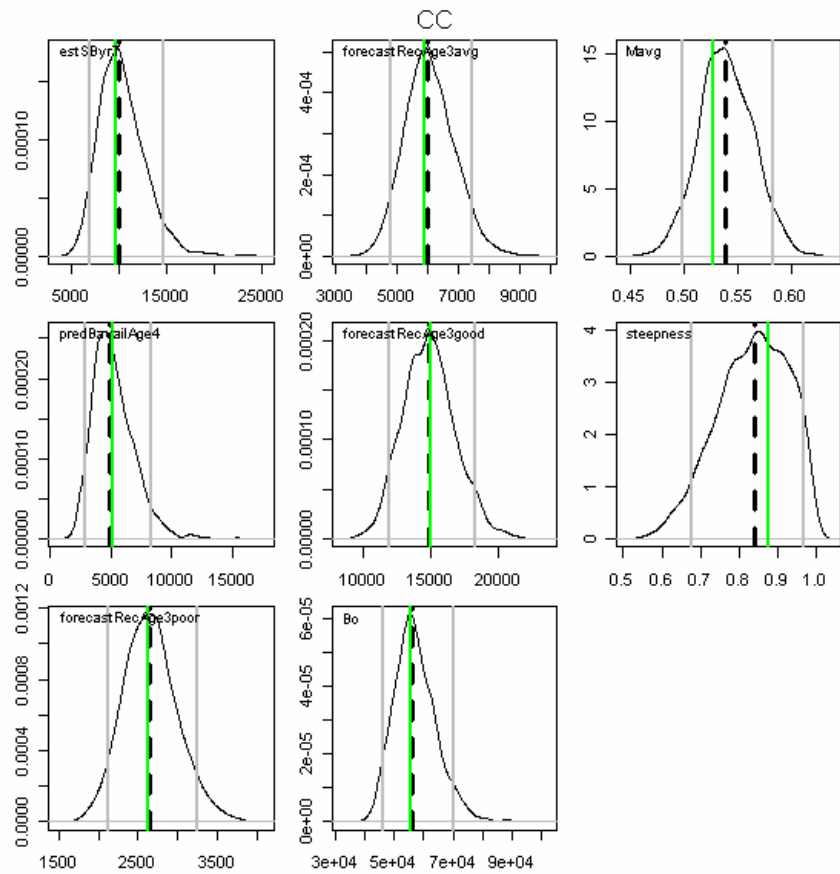 CC
estSByr
0.00000
0.00010
5000 15000 25000
forecastRecAge3avg
0e+00
2e-04
4e-04
3000 5000 7000 9000
Mavg
0
5
10
15
0.45 0.50 0.55 0.60
predBavailAge4
0.00000
0.00010
0.00020
0 5000 10000 15000
forecastRecAge3good
0.00000
0.00010
0.00020
10000 15000 20000
steepness
0
1
2
3
4
0.5 0.6 0.7 0.8 0.9 1.0
forecastRecAge3poor
0.0000
0.0004
0.0008
0.0012
1500 2500 3500
Bo
0e+00
2e-05
4e-05
6e-05
3e+04 5e+04 7e+04 9e+04